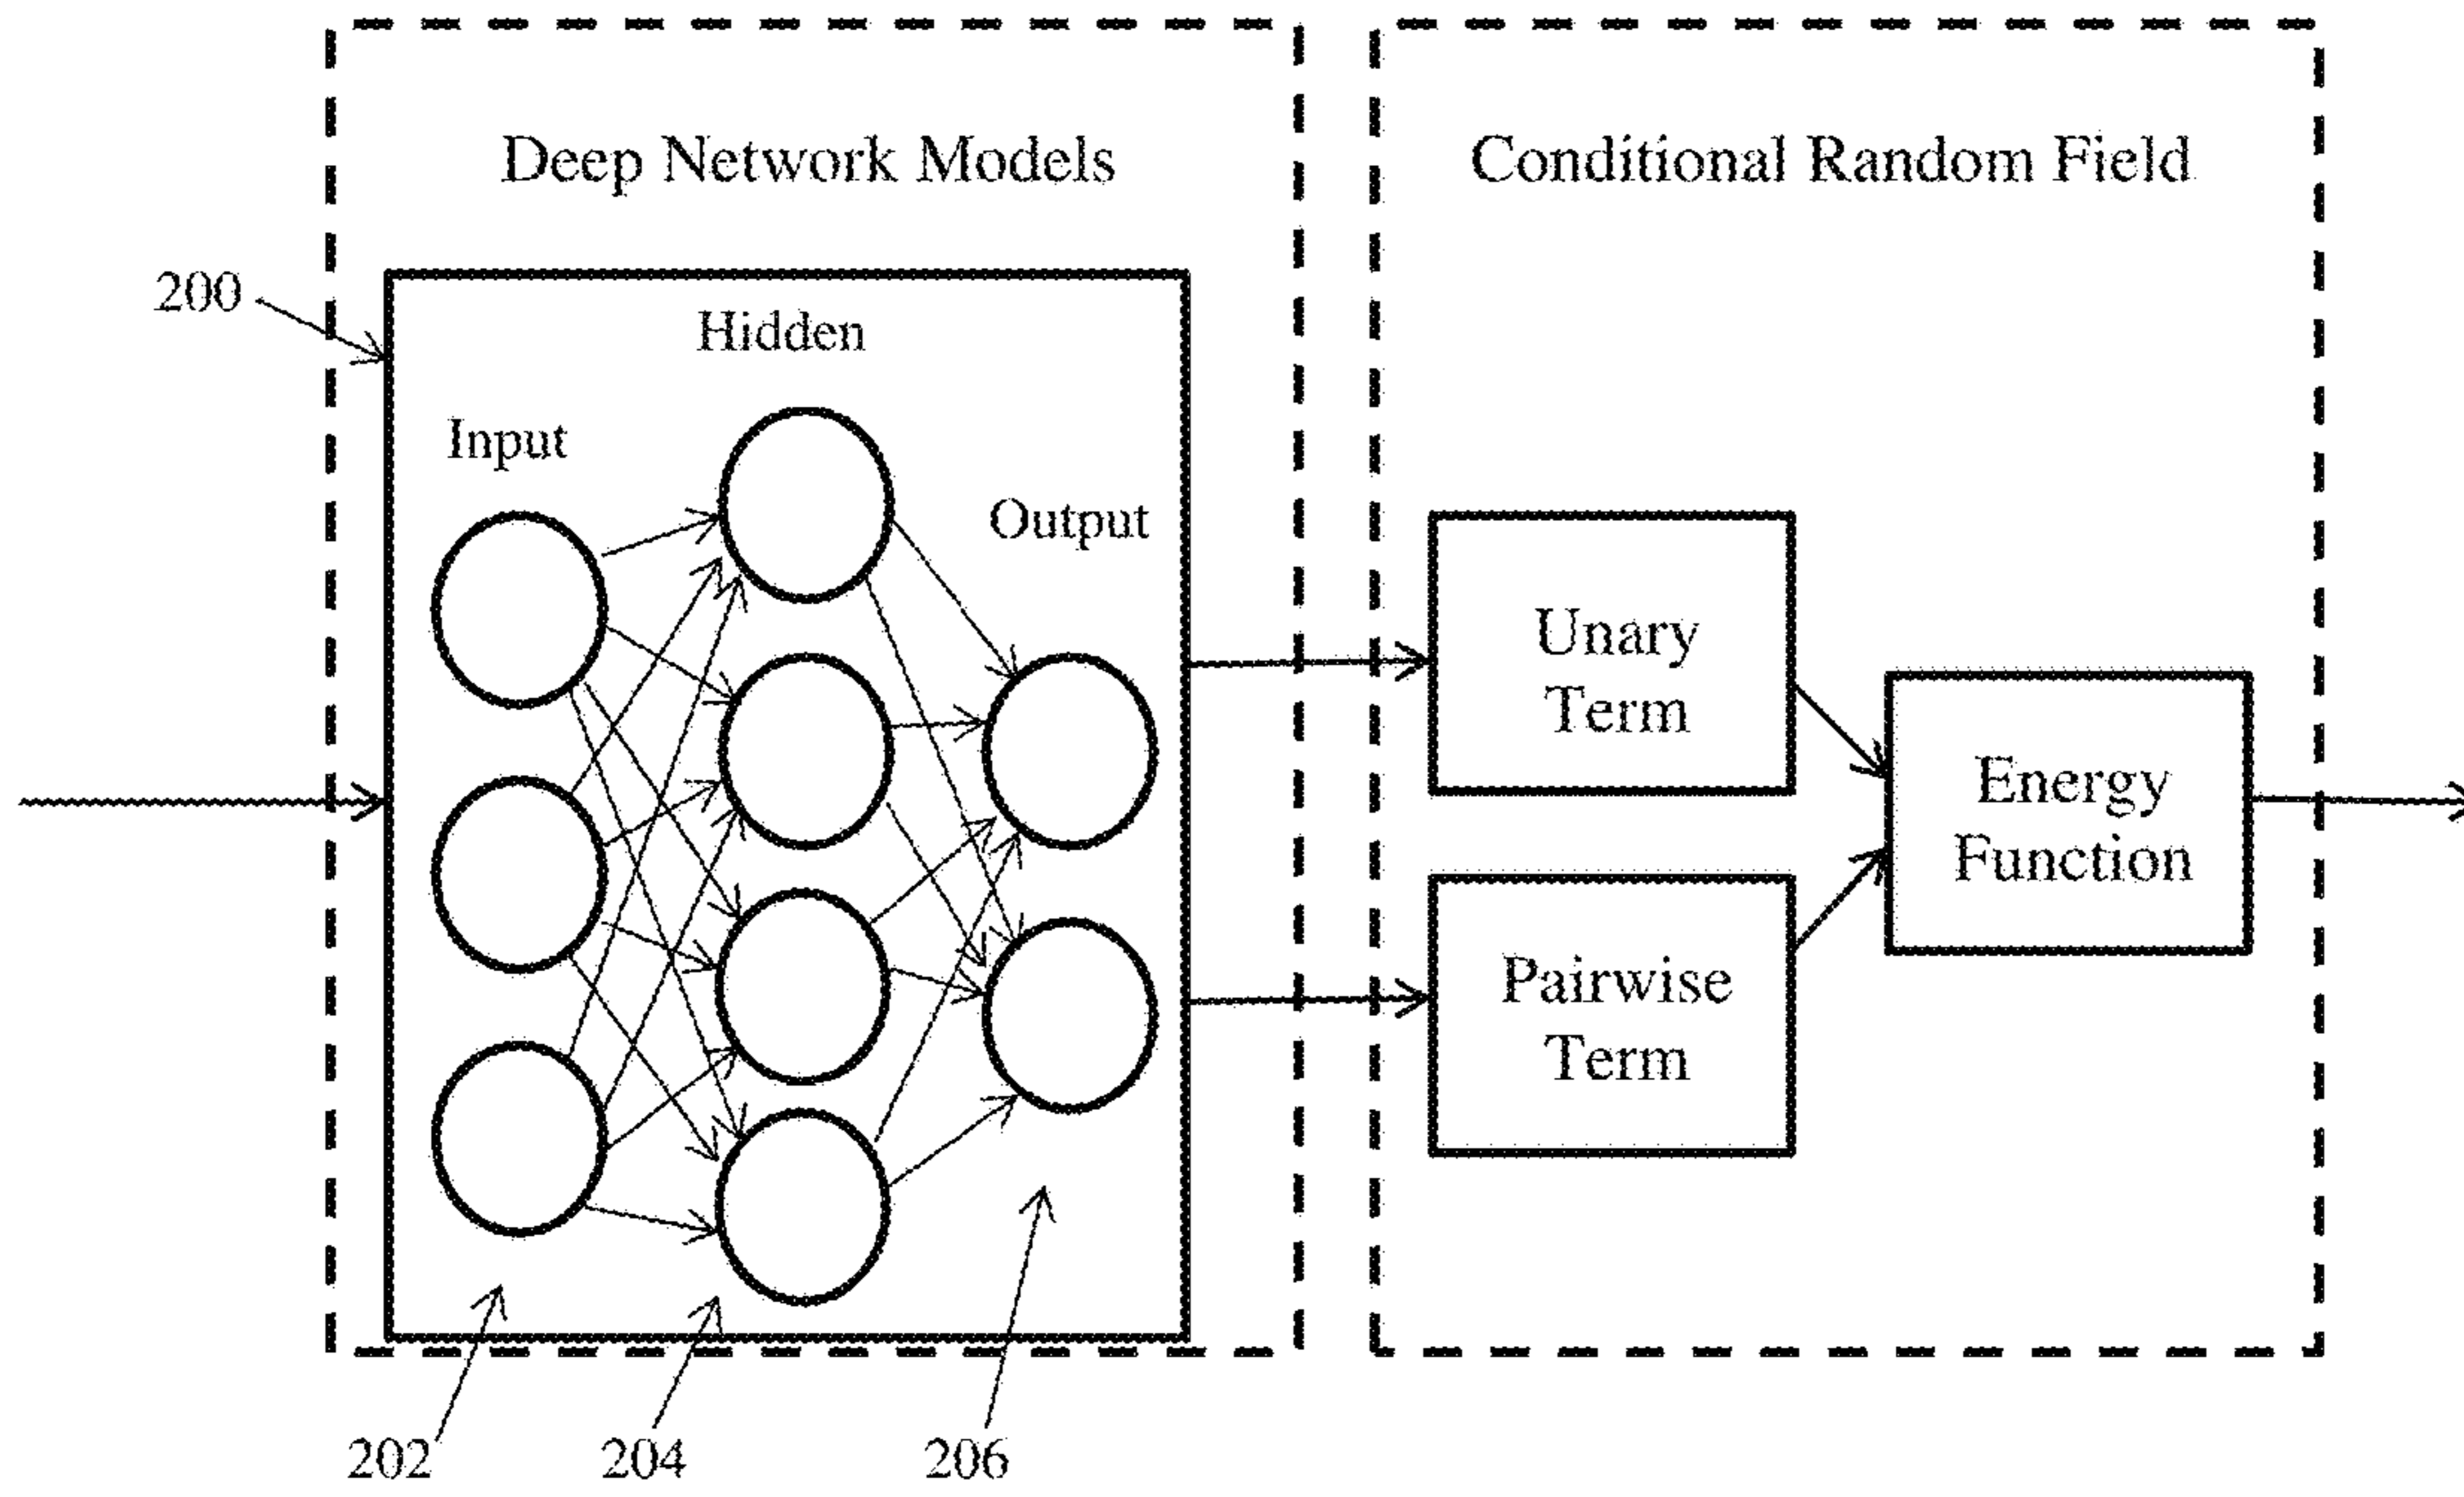 Deep Network Models
Conditional Random Field
200
Hidden
Input
Output
Unary
Term
Energy
Function
Pairwise
Term
202
204
206